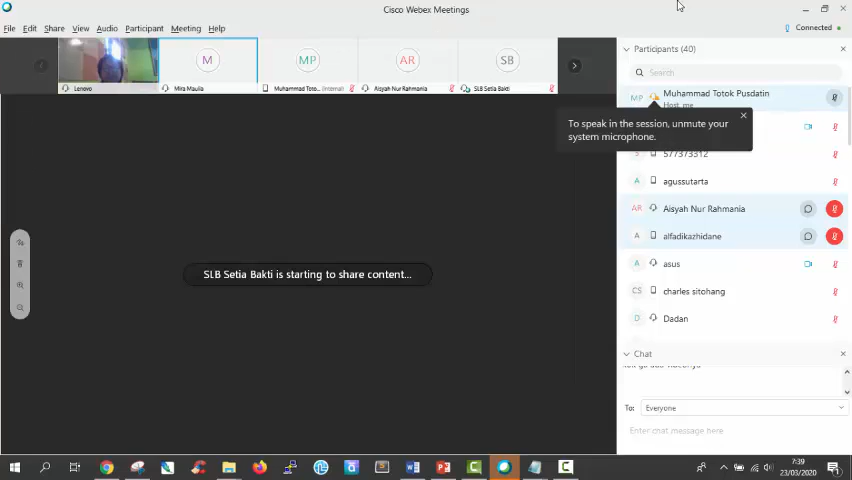 Cisco Webex Meetings
File Edit Share View Audio Participant Meeting Help
Connected
M
MP
AR
SB
Lenovo
Mira Maulia
Muhammad Toto... (Internal)
Aisyah Nur Rahmania
SLB Setia Bakti
Participants (40)
Search
MP Muhammad Totok Pusdatin
Host, me
To speak in the session, unmute your
system microphone.
577373312
A agussutarta
AR Aisyah Nur Rahmania
A alfadikazhidane
A asus
CS charles sitohang
D Dadan
SLB Setia Bakti is starting to share content...
Chat
To: Everyone
Enter chat message here
7:39
23/03/2020